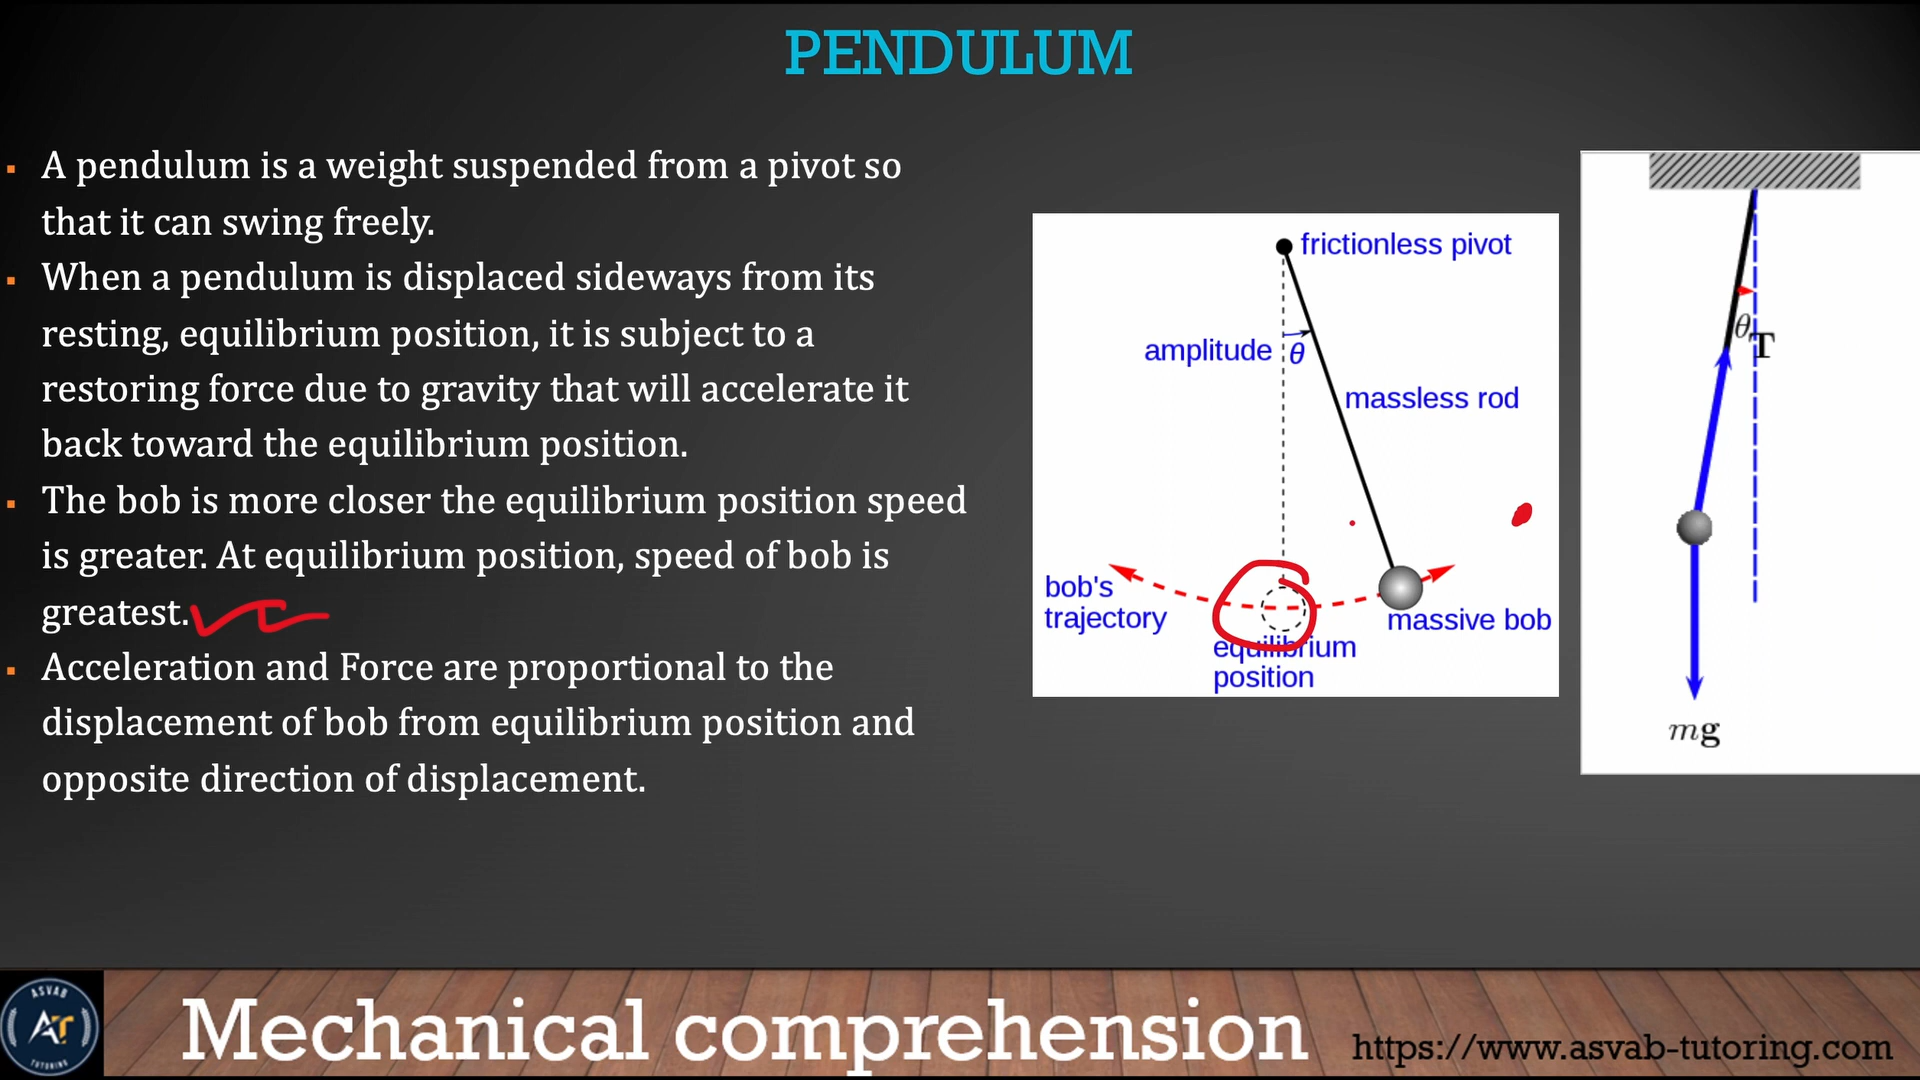 PENDULUM
▪ A pendulum is a weight suspended from a pivot so
that it can swing freely.
▪ When a pendulum is displaced sideways from its
resting, equilibrium position, it is subject to a
restoring force due to gravity that will accelerate it
back toward the equilibrium position.
▪ The bob is more closer the equilibrium position speed
is greater. At equilibrium position, speed of bob is
greatest.
▪ Acceleration and Force are proportional to the
displacement of bob from equilibrium position and
opposite direction of displacement.
frictionless pivot
amplitude θ
massless rod
bob's
trajectory
massive bob
equilibrium
position
θ
T
mg
ASVAB
AT
TUTORING
Mechanical comprehension
https://www.asvab-tutoring.com